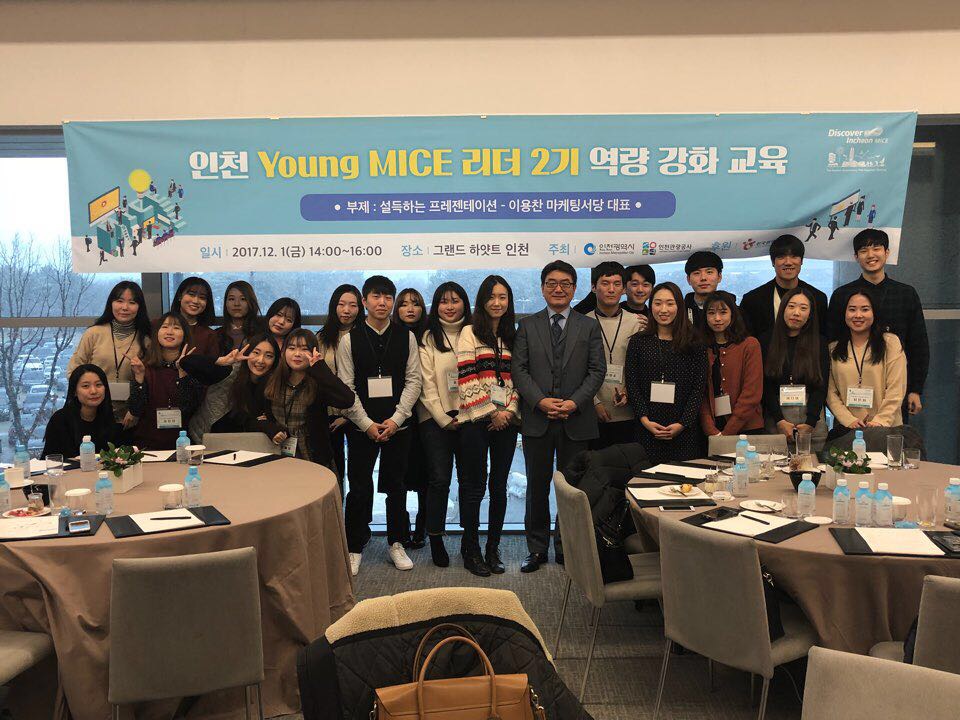 Discover
Incheon MICE
인천 Young MICE 리더 2기 역량 강화 교육
• 부제 : 설득하는 프레젠테이션 - 이용찬 마케팅서당 대표 •
일시 | 2017.12. 1(금) 14:00~16:00 장소 | 그랜드 하얏트 인천 주최 | 인천광역시 인천관광공사 후원 |